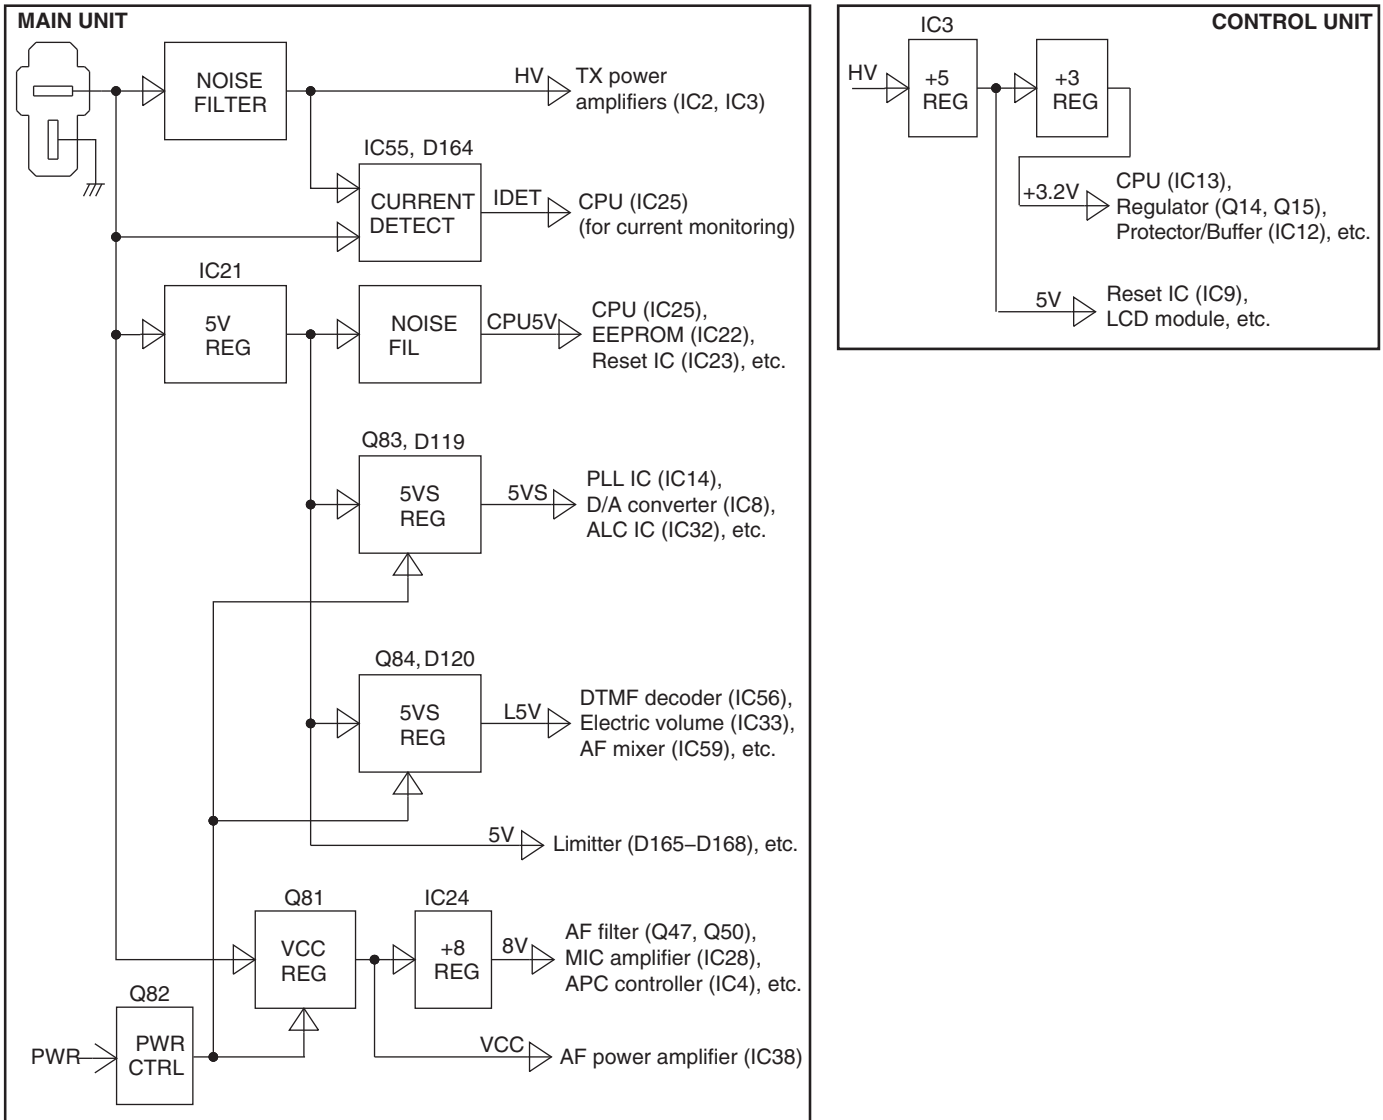 MAIN UNIT
NOISE
FILTER
HV
TX power
amplifiers (IC2, IC3)
IC55, D164
CURRENT
DETECT
IDET
CPU (IC25)
(for current monitoring)
IC21
5V
REG
NOISE
FIL
CPU5V
CPU (IC25),
EEPROM (IC22),
Reset IC (IC23), etc.
Q83, D119
5VS
REG
5VS
PLL IC (IC14),
D/A converter (IC8),
ALC IC (IC32), etc.
Q84, D120
5VS
REG
L5V
DTMF decoder (IC56),
Electric volume (IC33),
AF mixer (IC59), etc.
5V
Limitter (D165–D168), etc.
Q81
VCC
REG
IC24
+8
REG
8V
AF filter (Q47, Q50),
MIC amplifier (IC28),
APC controller (IC4), etc.
Q82
PWR
PWR
CTRL
VCC
AF power amplifier (IC38)
CONTROL UNIT
IC3
HV
+5
REG
+3
REG
+3.2V
CPU (IC13),
Regulator (Q14, Q15),
Protector/Buffer (IC12), etc.
5V
Reset IC (IC9),
LCD module, etc.